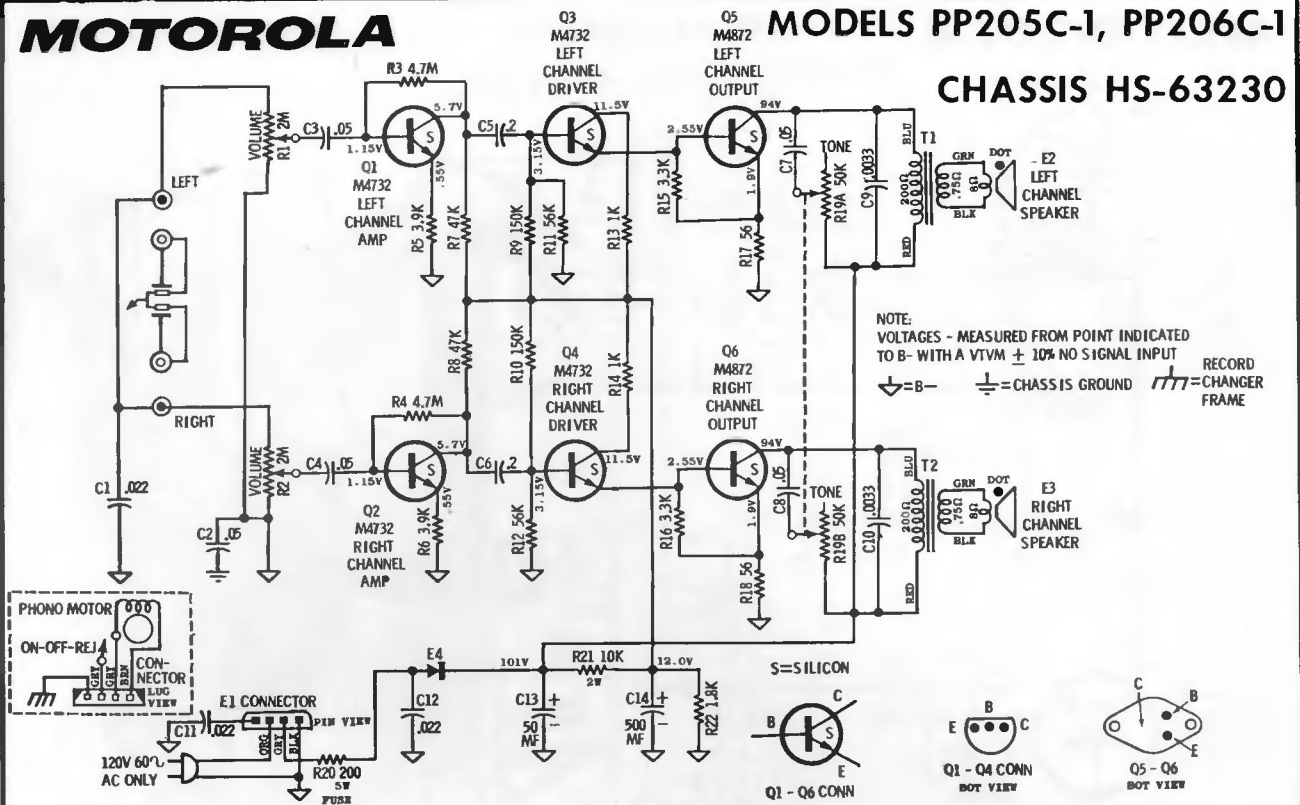 MOTOROLA
MODELS PP205C-1, PP206C-1
CHASSIS HS-63230
Q3
M4732
LEFT
CHANNEL
DRIVER
Q5
M4872
LEFT
CHANNEL
OUTPUT
R3 4.7M
5.7V
11.5V
94V
VOLUME
R1 2M
C3 .05
1.15V
Q1
M4732
LEFT
CHANNEL
AMP
.55V
R5 3.9K
C5 .2
3.15V
R7 47K
R9 150K
R11 56K
R13 1K
2.55V
R15 3.3K
1.9V
R17 56
C7 .05
TONE
R19A 50K
C9 .0033
BLU
200Ω
RED
T1
GRN
DOT
.75Ω
8Ω
BLK
E2
LEFT
CHANNEL
SPEAKER
S
S
S
LEFT
RIGHT
NOTE:
VOLTAGES - MEASURED FROM POINT INDICATED
TO B- WITH A VTVM ± 10% NO SIGNAL INPUT
=B-
=CHASSIS GROUND
RECORD
=CHANGER
FRAME
R8 47K
R10 150K
R14 1K
Q4
M4732
RIGHT
CHANNEL
DRIVER
Q6
M4872
RIGHT
CHANNEL
OUTPUT
R4 4.7M
5.7V
11.5V
94V
VOLUME
R2 2M
C4 .05
1.15V
Q2
M4732
RIGHT
CHANNEL
AMP
.55V
R6 3.9K
C6 .2
3.15V
R12 56K
2.55V
R16 3.3K
1.9V
R18 56
C8 .05
TONE
R19B 50K
C10 .0033
BLU
200Ω
RED
T2
GRN
DOT
.75Ω
8Ω
BLK
E3
RIGHT
CHANNEL
SPEAKER
S
S
S
C1 .022
C2 .05
PHONO MOTOR
ON-OFF-REJ
GRY
GRY
BRN
CON-
NECTOR
LUG
VIEW
E1 CONNECTOR
PIN VIEW
C11 .022
ORG
GRY
BLK
120V 60~
AC ONLY
R20 200
5W
FUSE
C12
.022
E4
101V
R21 10K
2W
12.0V
C13 +
50 -
MF
C14 +
500 -
MF
R22 1.8K
S=SILICON
B
C
S
E
Q1 - Q6 CONN
E
B
C
Q1 - Q4 CONN
BOT VIEW
C
B
E
Q5 - Q6
BOT VIEW